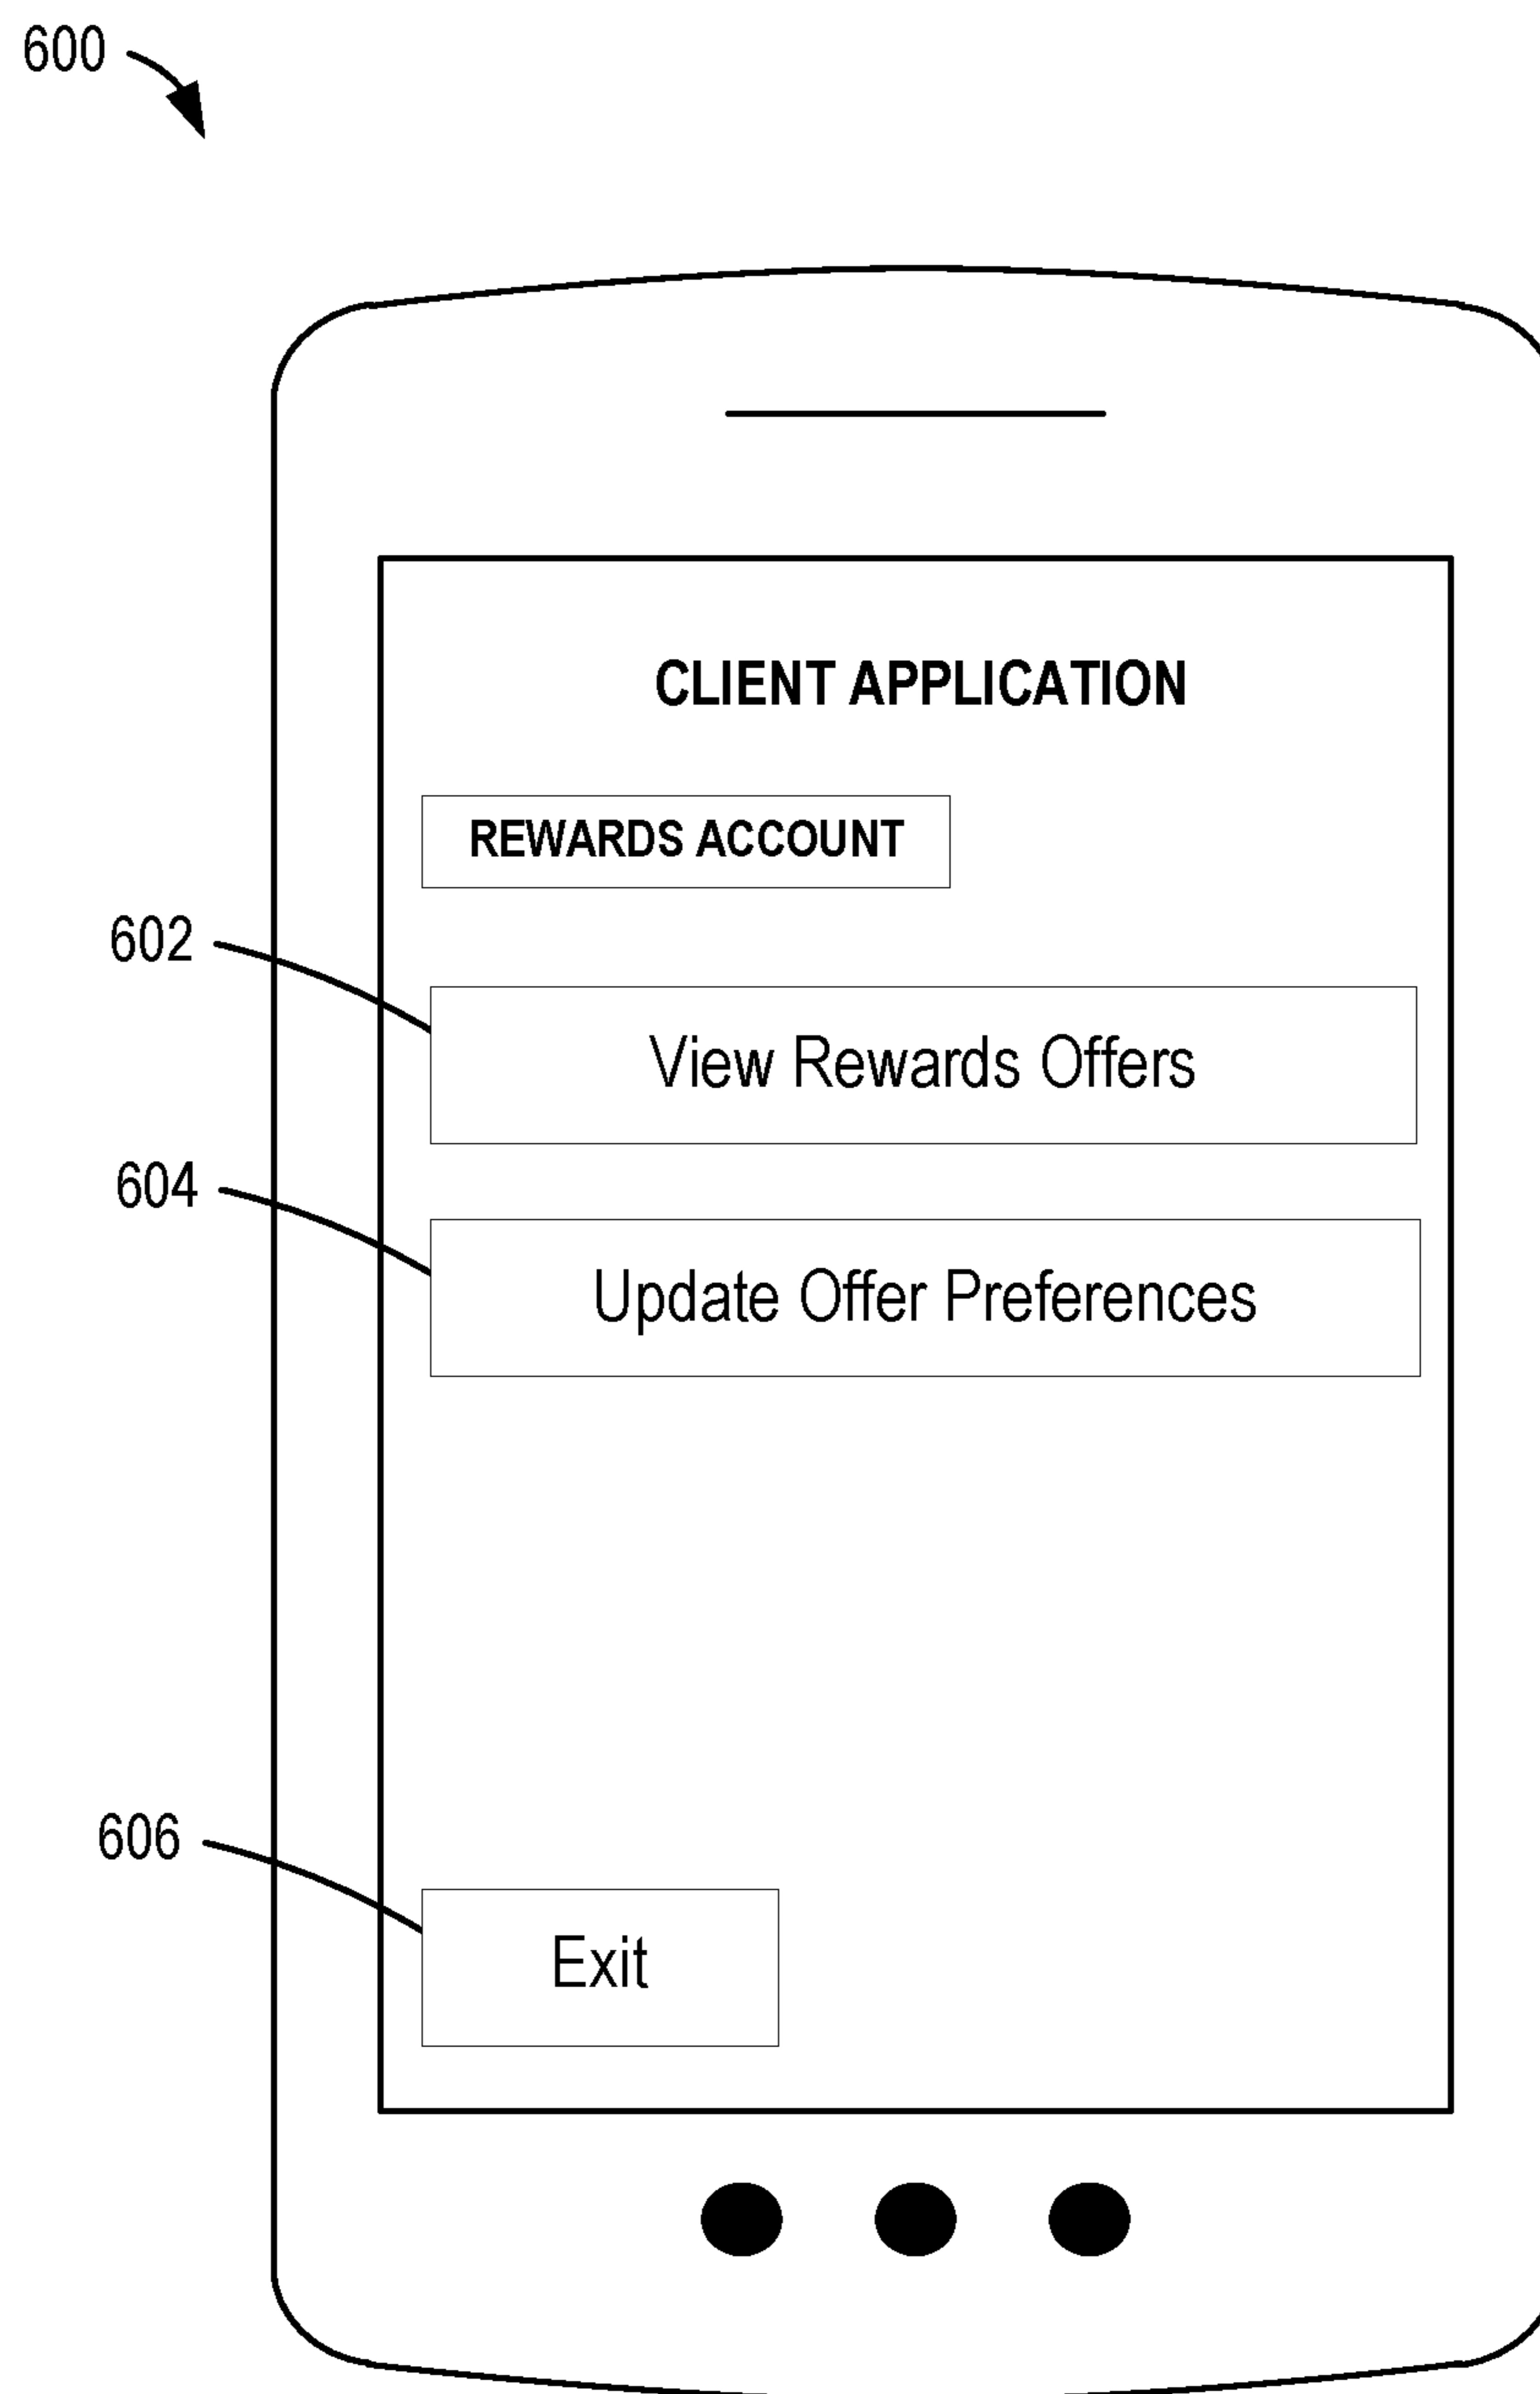 600
CLIENT APPLICATION
REWARDS ACCOUNT
602
View Rewards Offers
604
Update Offer Preferences
606
Exit